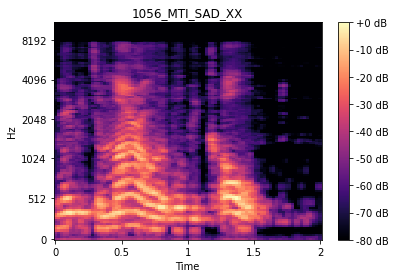 1056_MTI_SAD_XX
+0 dB
8192
-10 dB
4096
-20 dB
-30 dB
2048
Hz
-40 dB
1024
-50 dB
512
-60 dB
-70 dB
0
-80 dB
0
0.5
1
1.5
2
Time